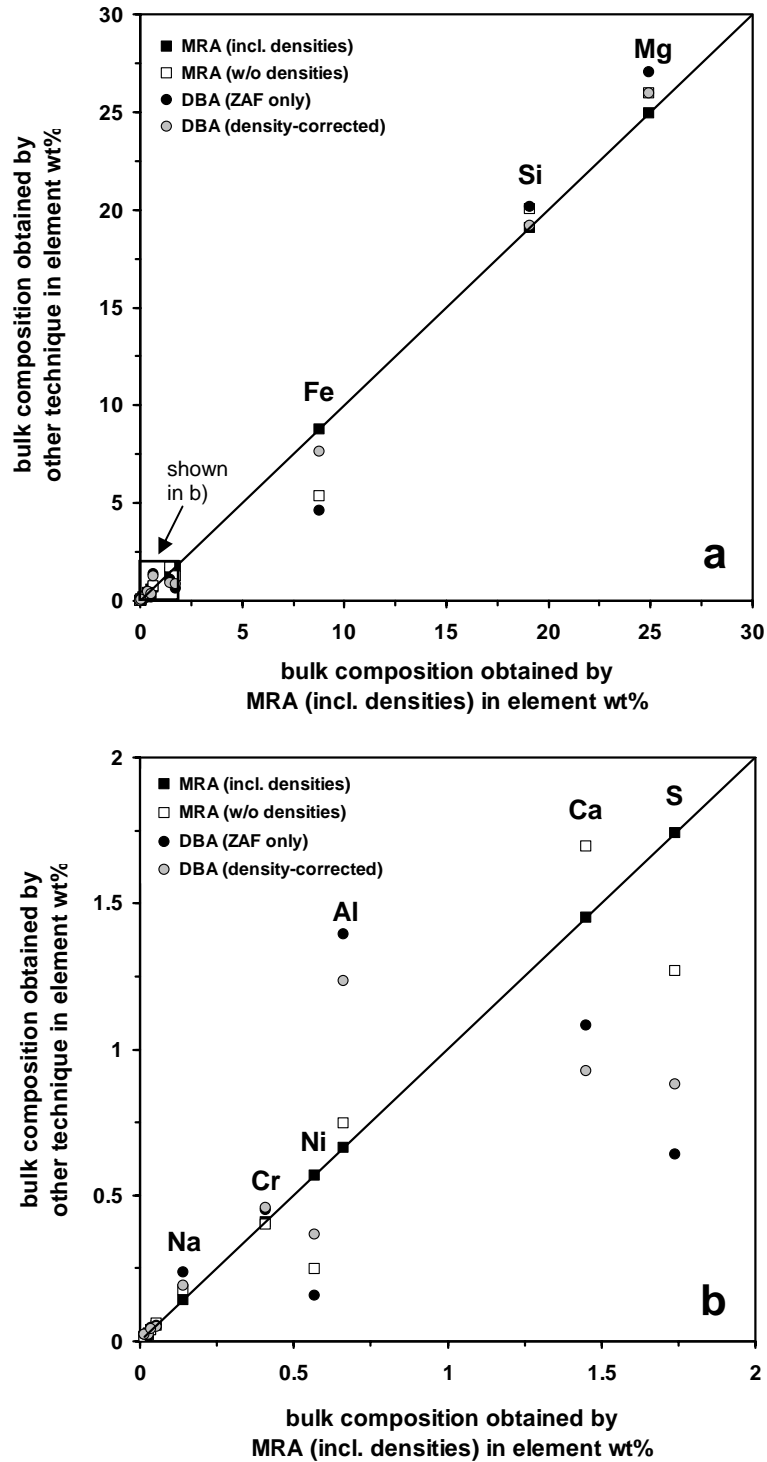 30
25
20
15
10
5
0
0
5
10
15
20
25
30
MRA (incl. densities)
MRA (w/o densities)
DBA (ZAF only)
DBA (density-corrected)
Mg
Si
Fe
shown
in b)
a
bulk composition obtained by
other technique in element wt%
bulk composition obtained by
MRA (incl. densities) in element wt%
2
1.5
1
0.5
0
0
0.5
1
1.5
2
MRA (incl. densities)
MRA (w/o densities)
DBA (ZAF only)
DBA (density-corrected)
Ca
S
Al
Ni
Cr
Na
b
bulk composition obtained by
other technique in element wt%
bulk composition obtained by
MRA (incl. densities) in element wt%